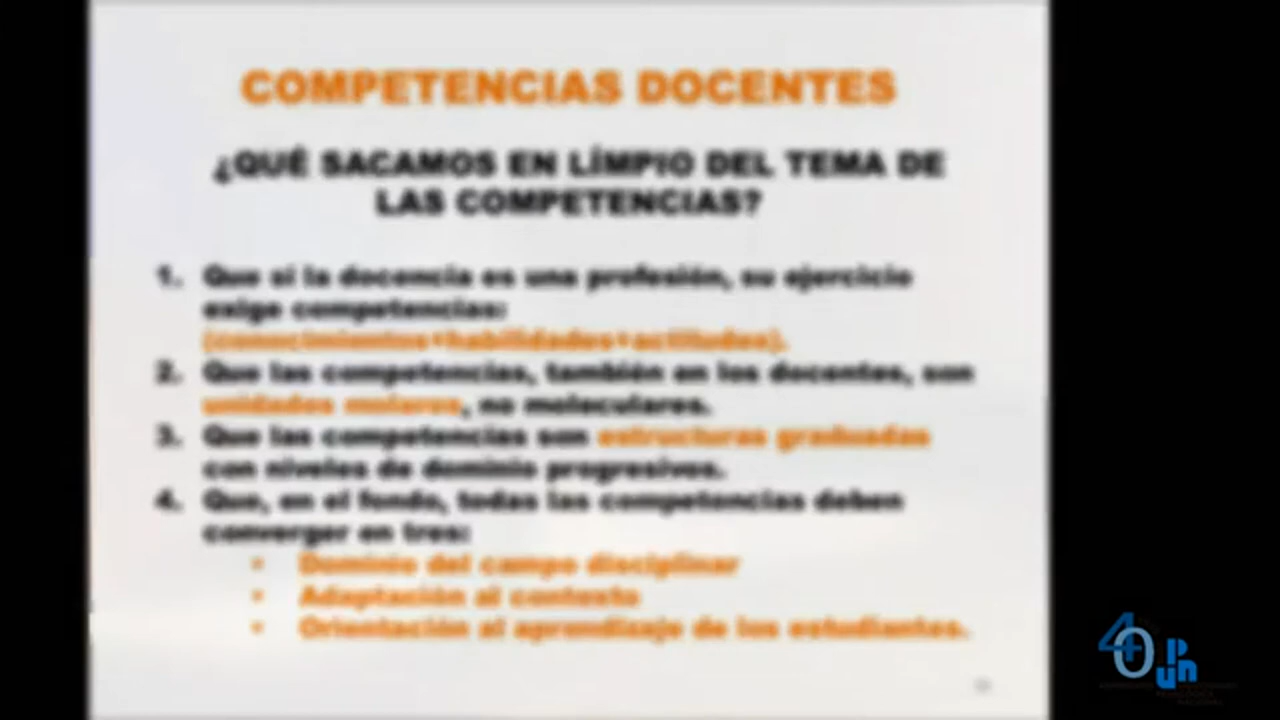 COMPETENCIAS DOCENTES
¿QUÉ SACAMOS EN LÍMPIO DEL TEMA DE
LAS COMPETENCIAS?
1. Que si la docencia es una profesión, su ejercicio
exige competencias:
(conocimientos+habilidades+actitudes).
2. Que las competencias, también en los docentes, son
unidades molares, no moleculares.
3. Que las competencias son estructuras graduadas
con niveles de dominio progresivos.
4. Que, en el fondo, todas las competencias deben
converger en tres:
• Dominio del campo disciplinar
• Adaptación al contexto
• Orientación al aprendizaje de los estudiantes.
40 upn